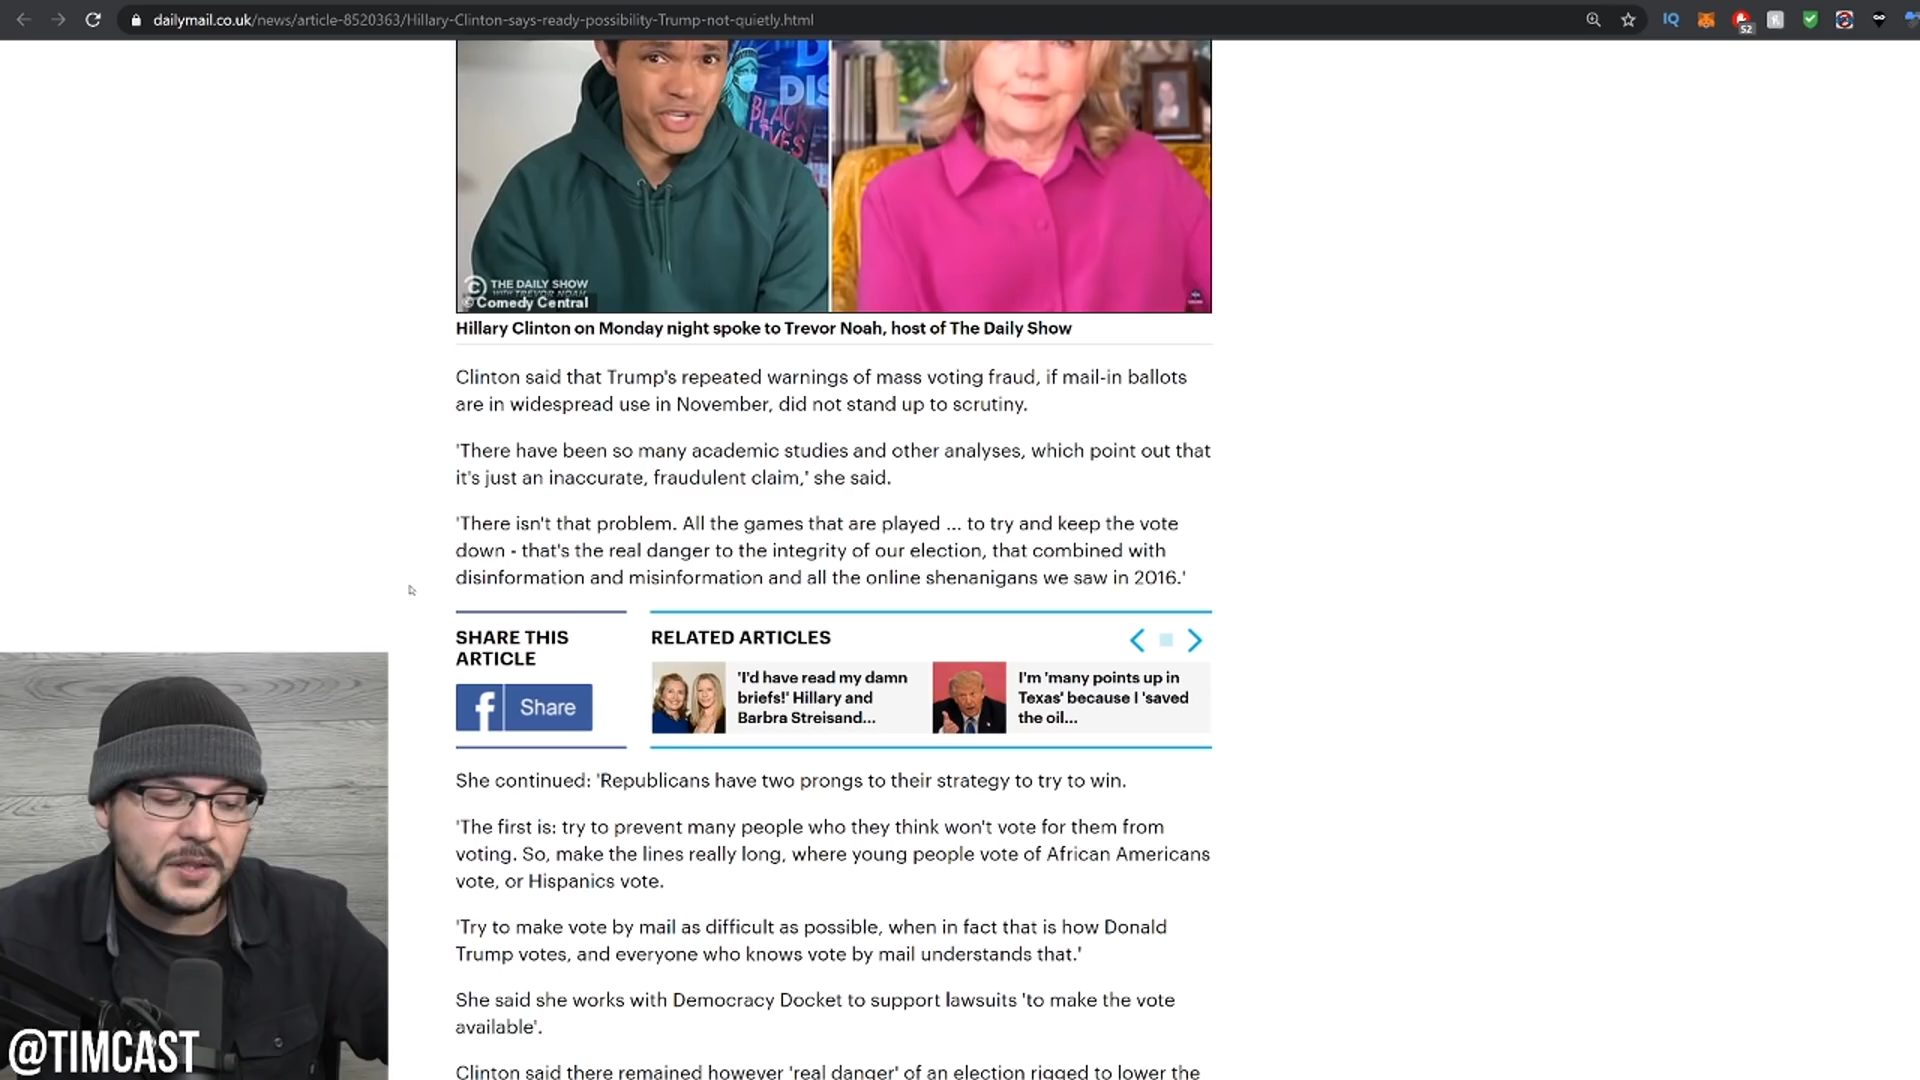 dailymail.co.uk/news/article-8520363/Hillary-Clinton-says-ready-possibility-Trump-not-quietly.html
IQ
52
DIS
BLACK
LIVES
THE DAILY SHOW
WITH TREVOR NOAH
©Comedy Central
Hillary Clinton on Monday night spoke to Trevor Noah, host of The Daily Show
Clinton said that Trump's repeated warnings of mass voting fraud, if mail-in ballots
are in widespread use in November, did not stand up to scrutiny.
'There have been so many academic studies and other analyses, which point out that
it's just an inaccurate, fraudulent claim,' she said.
'There isn't that problem. All the games that are played ... to try and keep the vote
down - that's the real danger to the integrity of our election, that combined with
disinformation and misinformation and all the online shenanigans we saw in 2016.'
SHARE THIS
ARTICLE
f Share
RELATED ARTICLES
'I'd have read my damn
briefs!' Hillary and
Barbra Streisand...
I'm 'many points up in
Texas' because I 'saved
the oil...
She continued: 'Republicans have two prongs to their strategy to try to win.
'The first is: try to prevent many people who they think won't vote for them from
voting. So, make the lines really long, where young people vote of African Americans
vote, or Hispanics vote.
'Try to make vote by mail as difficult as possible, when in fact that is how Donald
Trump votes, and everyone who knows vote by mail understands that.'
She said she works with Democracy Docket to support lawsuits 'to make the vote
available'.
Clinton said there remained however 'real danger' of an election rigged to lower the
@TIMCAST